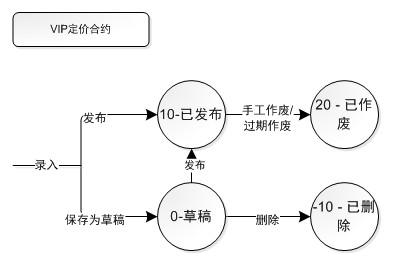 VIP定价合约
发布
10-已发布
手工作废/
过期作废
20 - 已作
废
录入
发布
保存为草稿
0-草稿
删除
-10 - 已删
除